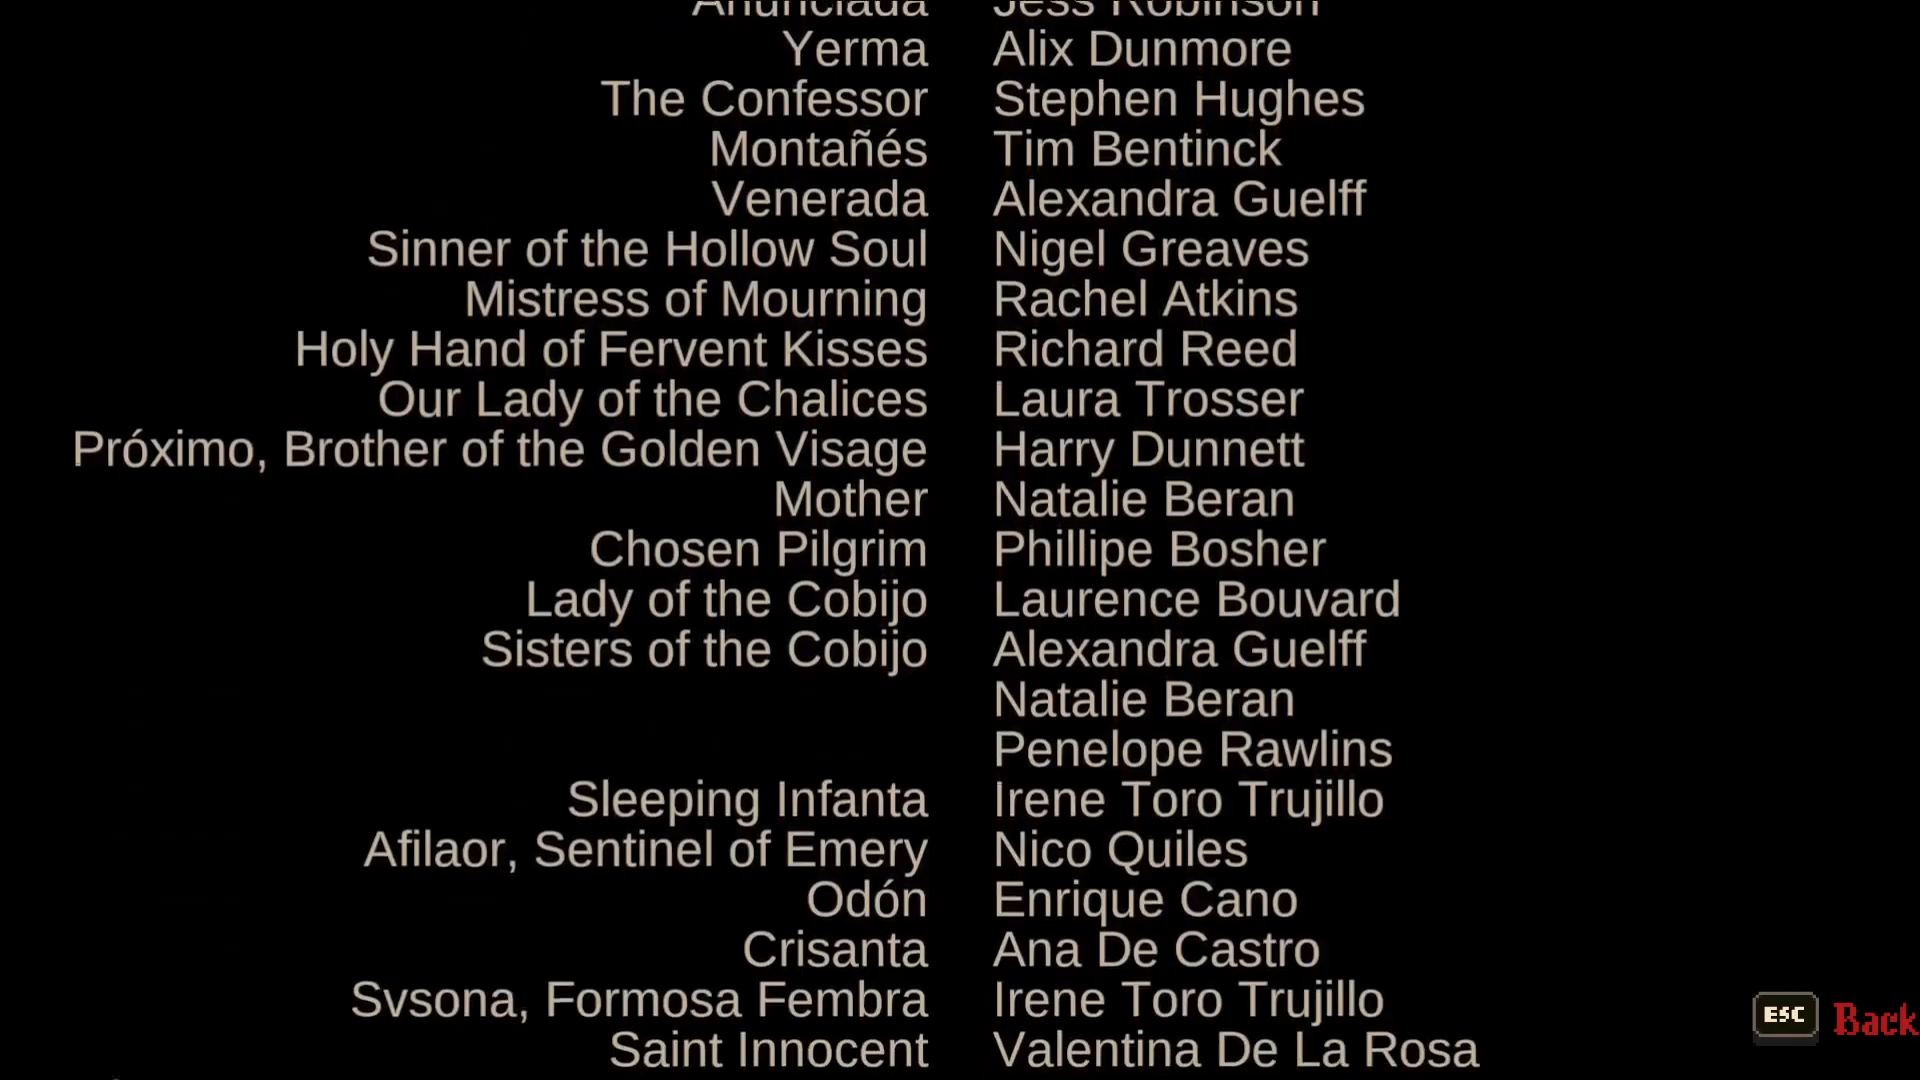 Anunciada Jess Robinson
Yerma Alix Dunmore
The Confessor Stephen Hughes
Montañés Tim Bentinck
Venerada Alexandra Guelff
Sinner of the Hollow Soul Nigel Greaves
Mistress of Mourning Rachel Atkins
Holy Hand of Fervent Kisses Richard Reed
Our Lady of the Chalices Laura Trosser
Próximo, Brother of the Golden Visage Harry Dunnett
Mother Natalie Beran
Chosen Pilgrim Phillipe Bosher
Lady of the Cobijo Laurence Bouvard
Sisters of the Cobijo Alexandra Guelff
Natalie Beran
Penelope Rawlins
Sleeping Infanta Irene Toro Trujillo
Afilaor, Sentinel of Emery Nico Quiles
Odón Enrique Cano
Crisanta Ana De Castro
Svsona, Formosa Fembra Irene Toro Trujillo
Saint Innocent Valentina De La Rosa
ESC Back